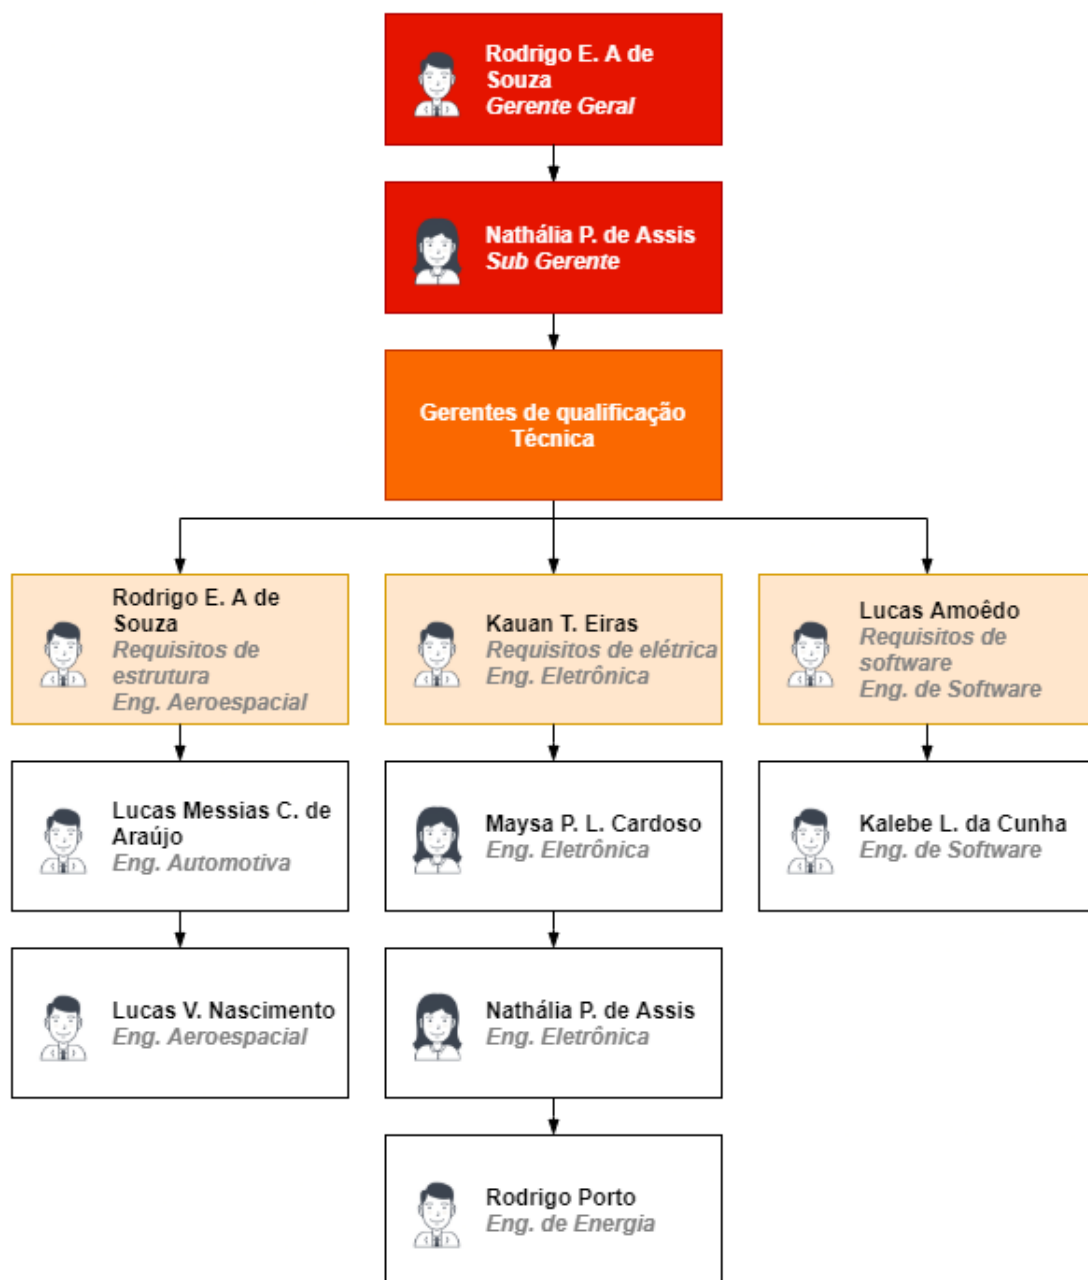 Rodrigo E. A de
Souza
Gerente Geral
Nathália P. de Assis
Sub Gerente
Gerentes de qualificação
Técnica
Rodrigo E. A de
Souza
Requisitos de
estrutura
Eng. Aeroespacial
Kauan T. Eiras
Requisitos de elétrica
Eng. Eletrônica
Lucas Amoêdo
Requisitos de
software
Eng. de Software
Lucas Messias C. de
Araújo
Eng. Automotiva
Maysa P. L. Cardoso
Eng. Eletrônica
Kalebe L. da Cunha
Eng. de Software
Lucas V. Nascimento
Eng. Aeroespacial
Nathália P. de Assis
Eng. Eletrônica
Rodrigo Porto
Eng. de Energia